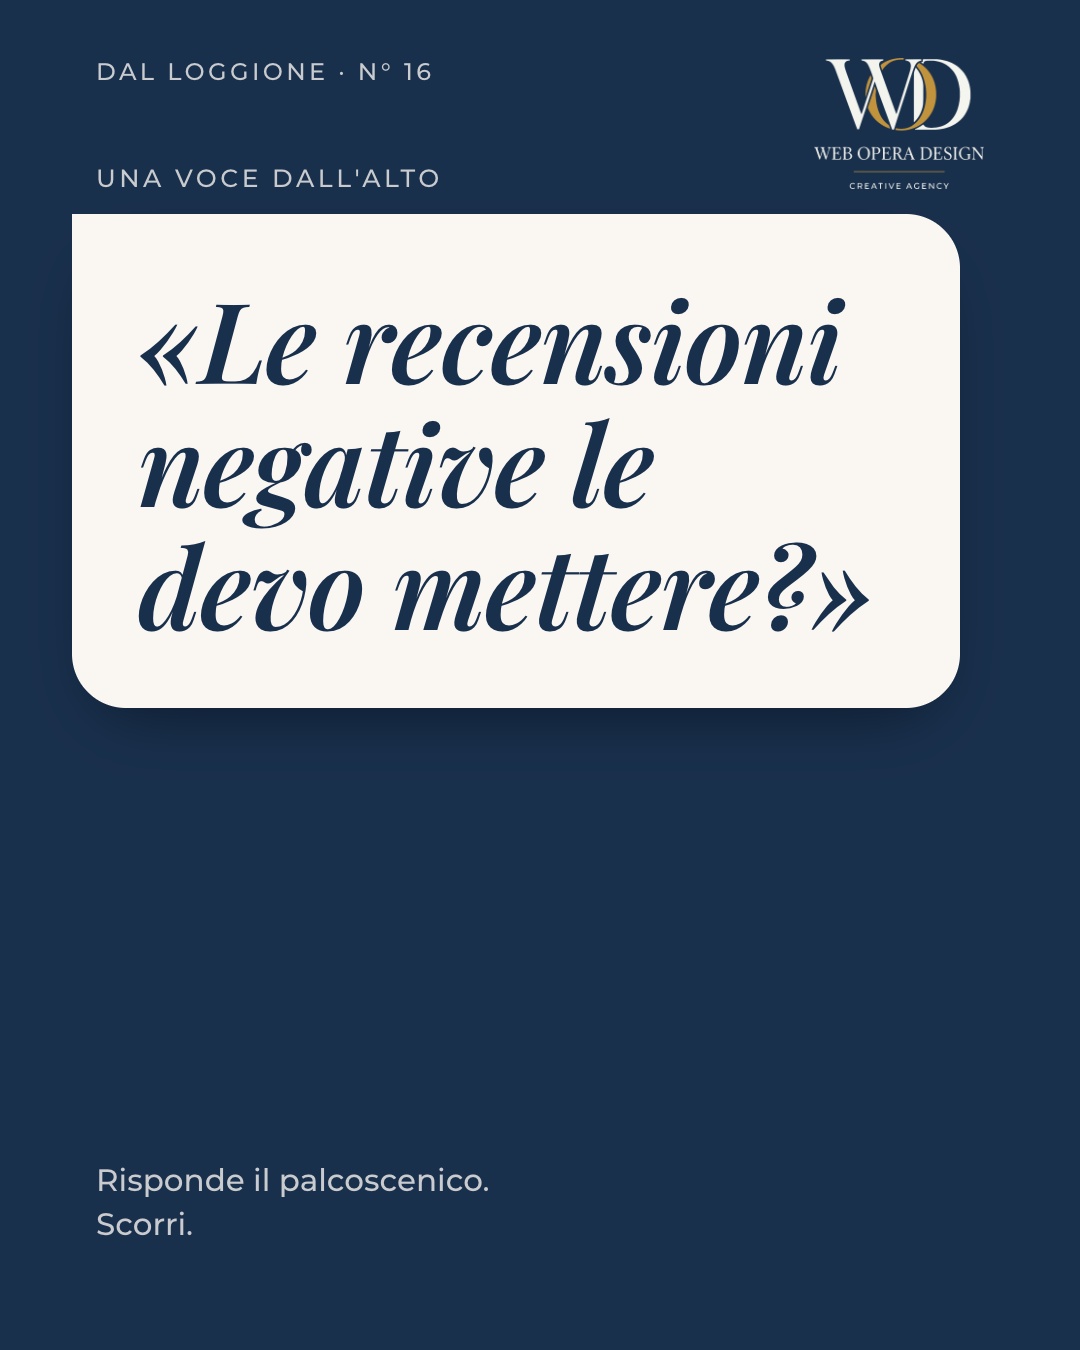 DAL LOGGIONE · N° 16
WOD
WEB OPERA DESIGN
CREATIVE AGENCY
UNA VOCE DALL'ALTO
«Le recensioni
negative le
devo mettere?»
Risponde il palcoscenico.
Scorri.